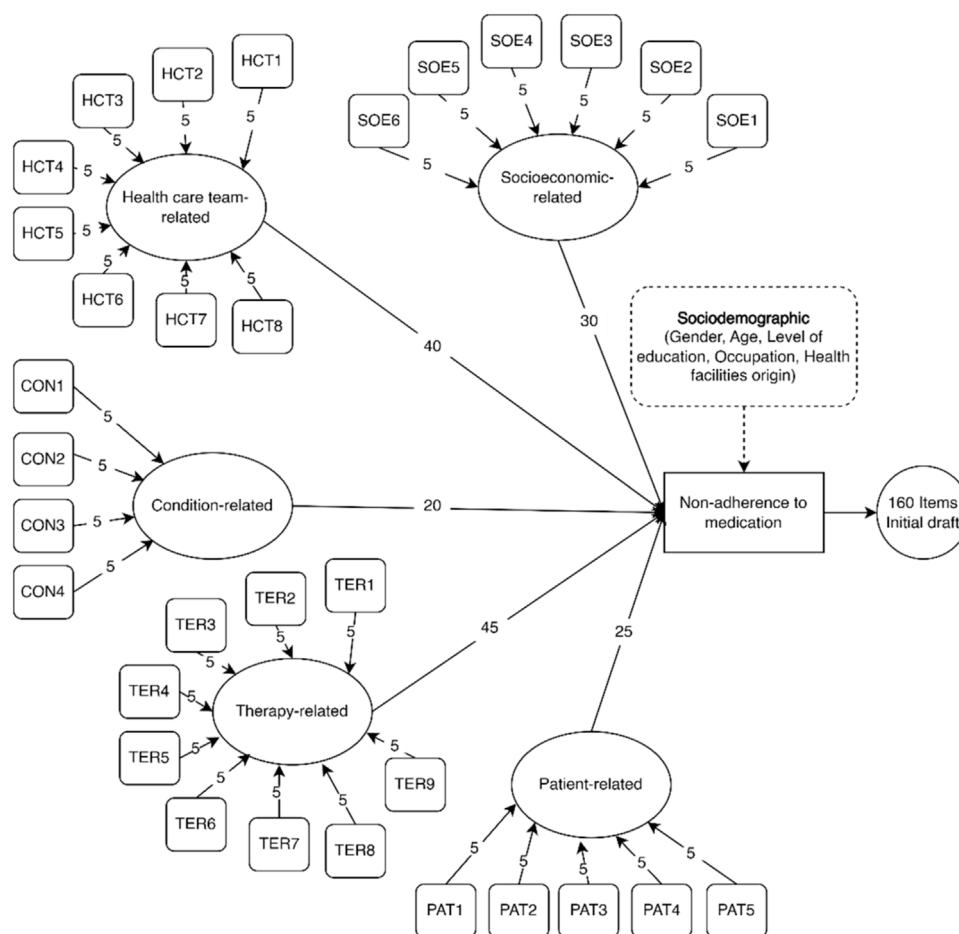 HCT1
HCT2
HCT3
HCT4
HCT5
HCT6
HCT7
HCT8
5
5
5
5
5
5
5
5
Health care team-
related
SOE4
SOE3
SOE5
SOE2
SOE6
SOE1
5
5
5
5
5
5
Socioeconomic-
related
40
30
Sociodemographic
(Gender, Age, Level of
education, Occupation, Health
facilities origin)
CON1
CON2
CON3
CON4
5
5
5
5
Condition-related
20
Non-adherence to
medication
160 Items
Initial draft
TER1
TER2
TER3
TER4
TER5
TER6
TER7
TER8
TER9
5
5
5
5
5
5
5
5
5
Therapy-related
45
25
Patient-related
5
5
5
5
5
PAT1
PAT2
PAT3
PAT4
PAT5